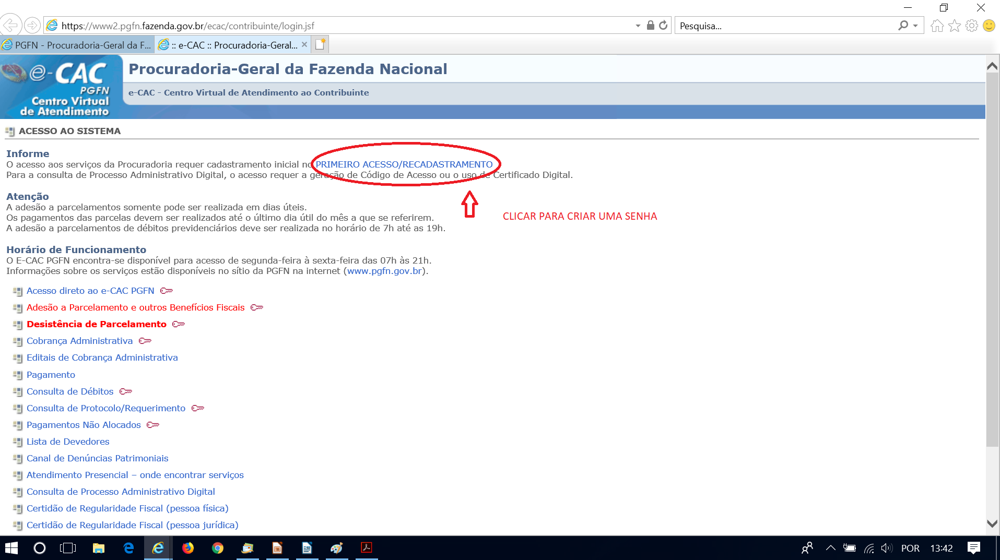 https://www2.pgfn.fazenda.gov.br/ecac/contribuinte/login.jsf
Pesquisa...
PGFN - Procuradoria-Geral da F...
:: e-CAC :: Procuradoria-Geral...
e-CAC
PGFN
Centro Virtual
de Atendimento
Procuradoria-Geral da Fazenda Nacional
e-CAC - Centro Virtual de Atendimento ao Contribuinte
ACESSO AO SISTEMA
Informe
O acesso aos serviços da Procuradoria requer cadastramento inicial no PRIMEIRO ACESSO/RECADASTRAMENTO
Para a consulta de Processo Administrativo Digital, o acesso requer a geração de Código de Acesso ou o uso de Certificado Digital.
Atenção
A adesão a parcelamentos somente pode ser realizada em dias úteis.
Os pagamentos das parcelas devem ser realizados até o último dia útil do mês a que se referirem.
A adesão a parcelamentos de débitos previdenciários deve ser realizada no horário de 7h até as 19h.
CLICAR PARA CRIAR UMA SENHA
Horário de Funcionamento
O E-CAC PGFN encontra-se disponível para acesso de segunda-feira à sexta-feira das 07h às 21h.
Informações sobre os serviços estão disponíveis no sítio da PGFN na internet (www.pgfn.gov.br).
Acesso direto ao e-CAC PGFN
Adesão a Parcelamento e outros Benefícios Fiscais
Desistência de Parcelamento
Cobrança Administrativa
Editais de Cobrança Administrativa
Pagamento
Consulta de Débitos
Consulta de Protocolo/Requerimento
Pagamentos Não Alocados
Lista de Devedores
Canal de Denúncias Patrimoniais
Atendimento Presencial – onde encontrar serviços
Consulta de Processo Administrativo Digital
Certidão de Regularidade Fiscal (pessoa física)
Certidão de Regularidade Fiscal (pessoa jurídica)
POR
13:42